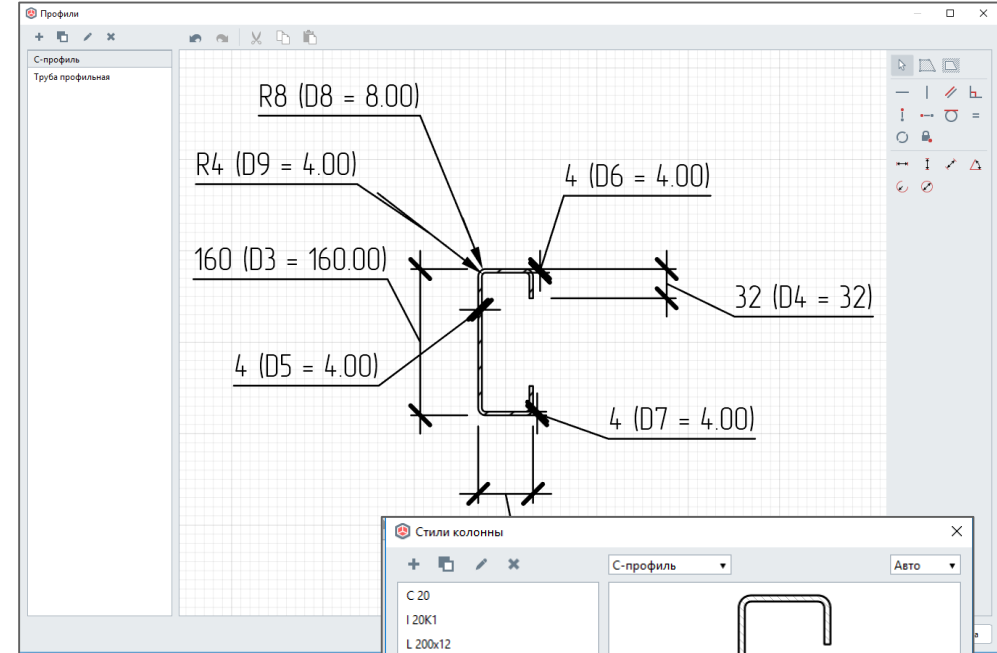 Профили
С-профиль
Труба профильная
R8 (D8 = 8.00)
R4 (D9 = 4.00)
4 (D6 = 4.00)
160 (D3 = 160.00)
32 (D4 = 32)
4 (D5 = 4.00)
4 (D7 = 4.00)
Стили колонны
С-профиль
Авто
С 20
I 20К1
L 200x12